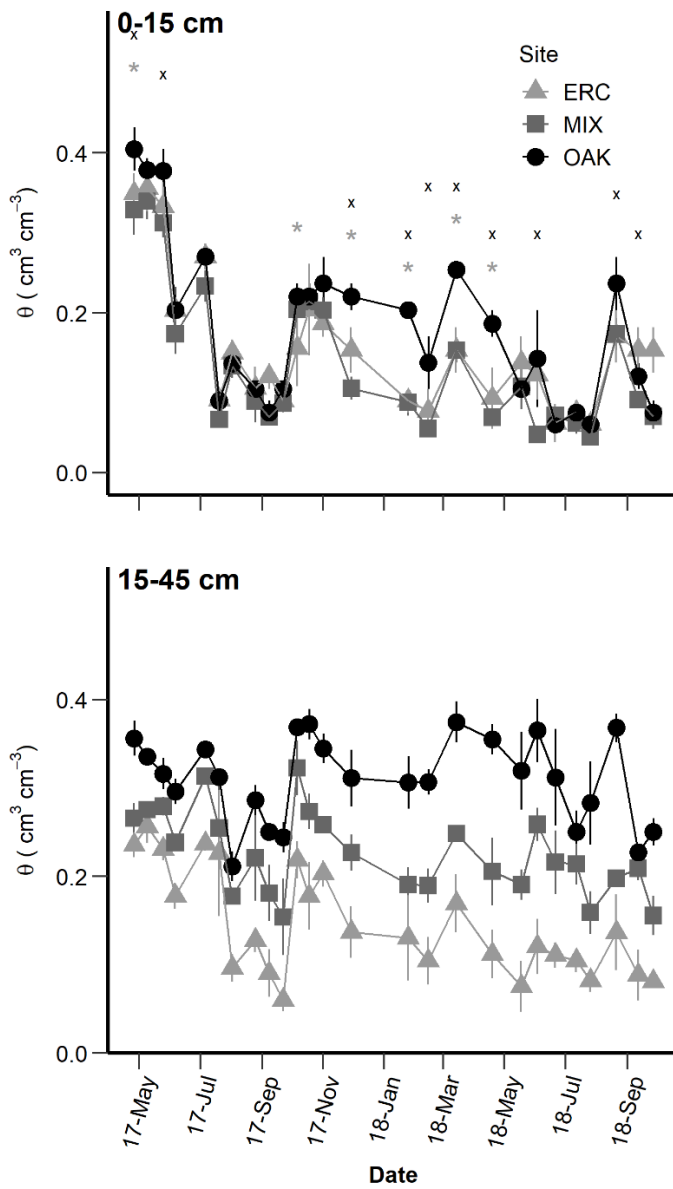 0-15 cm
Site
ERC
MIX
OAK
x x
* x x x x x x x x x
* * * * * *
0.4
0.2
0.0
θ ( cm³ cm⁻³)
15-45 cm
0.4
0.2
0.0
θ ( cm³ cm⁻³)
17-May
17-Jul
17-Sep
17-Nov
18-Jan
18-Mar
18-May
18-Jul
18-Sep
Date